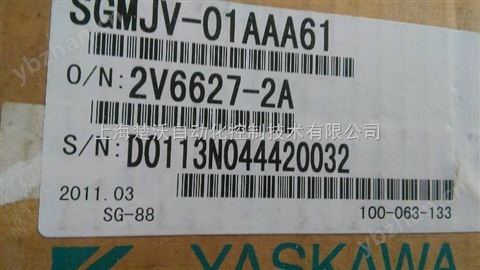 SGMJV-01AAA61
O/N: 2V6627-2A
上海楚沃自动化控制技术有限公司
S/N: D0113N044420032
2011.03
SG-88
100-063-133
YASKAWA